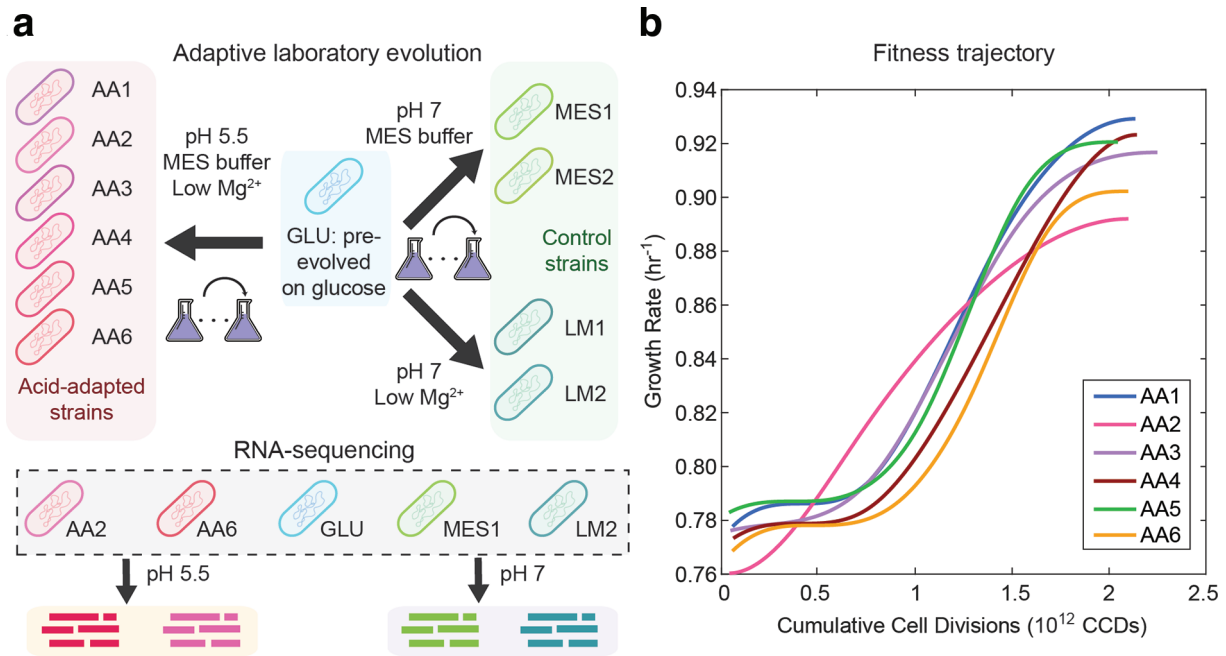 a
Adaptive laboratory evolution
AA1
AA2
AA3
AA4
AA5
AA6
Acid-adapted
strains
pH 5.5
MES buffer
Low Mg²⁺
GLU: pre-
evolved
on glucose
pH 7
MES buffer
pH 7
Low Mg²⁺
MES1
MES2
Control
strains
LM1
LM2
RNA-sequencing
AA2
AA6
GLU
MES1
LM2
pH 5.5
pH 7
b
Fitness trajectory
Growth Rate (hr⁻¹)
0.94
0.92
0.90
0.88
0.86
0.84
0.82
0.80
0.78
0.76
0
0.5
1
1.5
2
2.5
Cumulative Cell Divisions (10¹² CCDs)
AA1
AA2
AA3
AA4
AA5
AA6